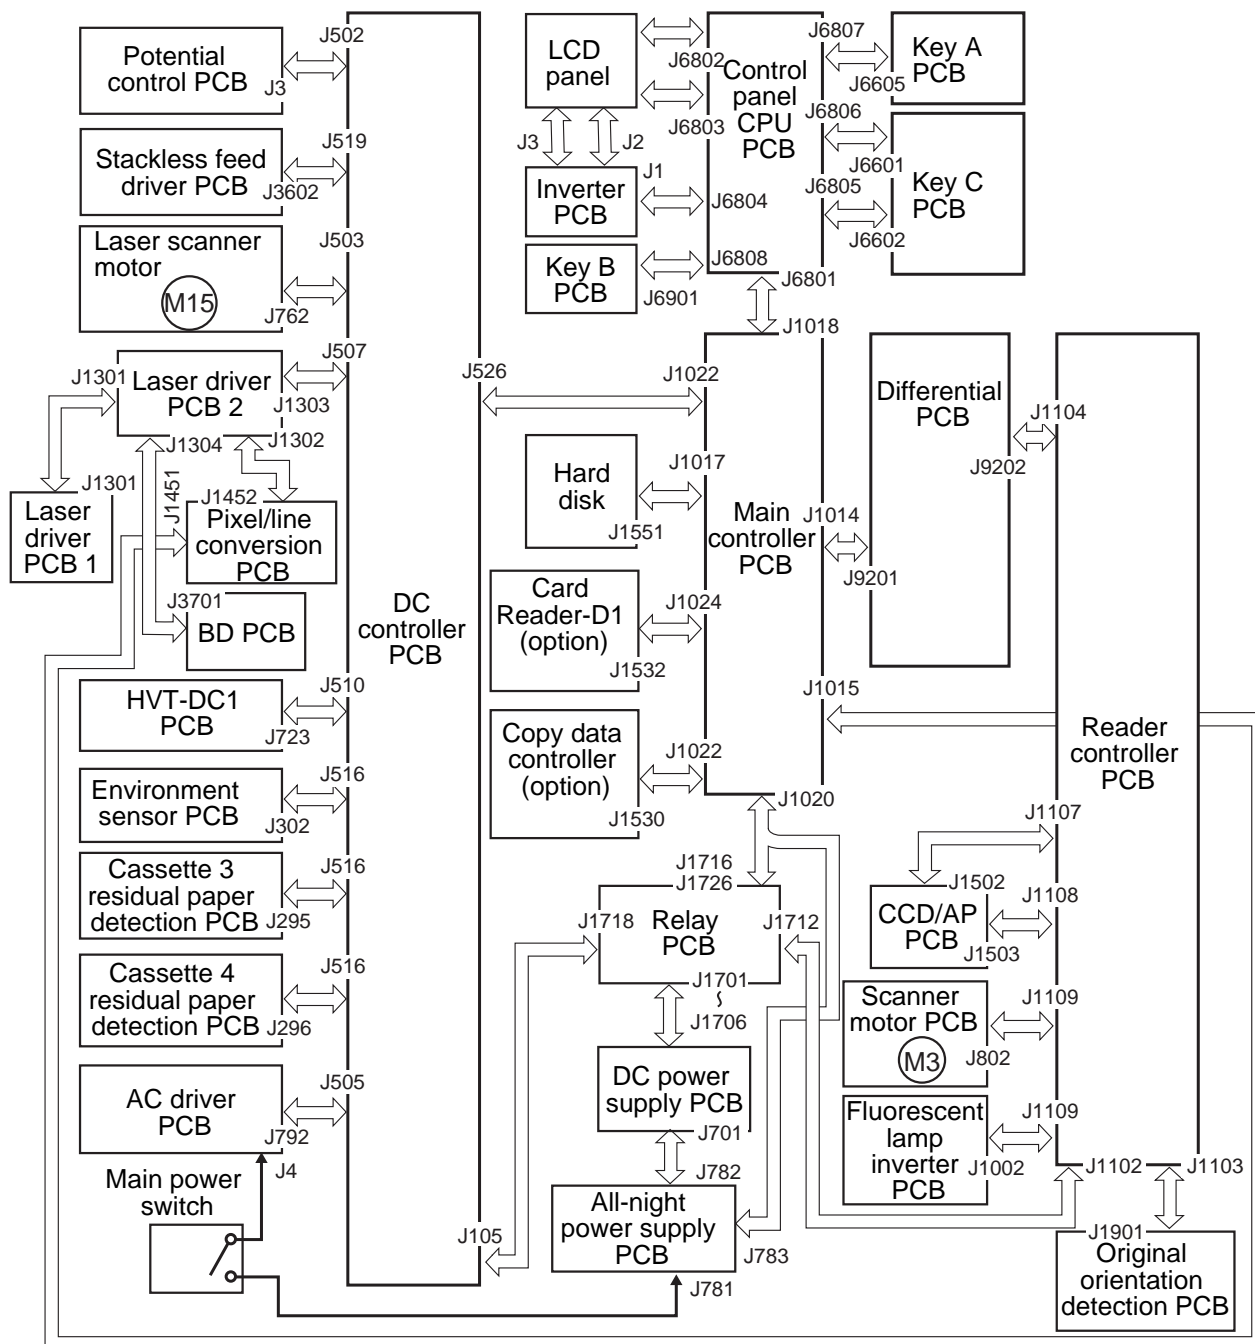 Potential
control PCB
J3
J502
Stackless feed
driver PCB
J3602
J519
Laser scanner
motor
M15
J762
J503
J1301
Laser driver
PCB 2
J507
J1303
J1304
J1302
J1301
J1451
J1452
Laser
driver
PCB 1
Pixel/line
conversion
PCB
J3701
BD PCB
HVT-DC1
PCB
J723
J510
Environment
sensor PCB
J302
J516
Cassette 3
residual paper
detection PCB
J295
J516
Cassette 4
residual paper
detection PCB
J296
J516
AC driver
PCB
J792
J505
J4
Main power
switch
DC
controller
PCB
J526
J105
LCD
panel
J6802
J6803
J3
J2
J1
Inverter
PCB
J6804
Key B
PCB
J6808
J6901
Control
panel
CPU
PCB
J6807
J6605
Key A
PCB
J6806
J6601
J6805
J6602
Key C
PCB
J6801
J1018
J1022
Hard
disk
J1017
J1551
Card
Reader-D1
(option)
J1024
J1532
Copy data
controller
(option)
J1022
J1530
Main
controller
PCB
J1014
J9201
J1015
J1020
Differential
PCB
J9202
J1104
Reader
controller
PCB
J1107
J1716
J1726
J1718
Relay
PCB
J1712
J1701
~
J1706
DC power
supply PCB
J701
J782
All-night
power supply
PCB
J783
J781
J1502
CCD/AP
PCB
J1503
J1108
Scanner
motor PCB
M3
J802
J1109
Fluorescent
lamp
inverter
PCB
J1002
J1109
J1102
J1103
J1901
Original
orientation
detection PCB